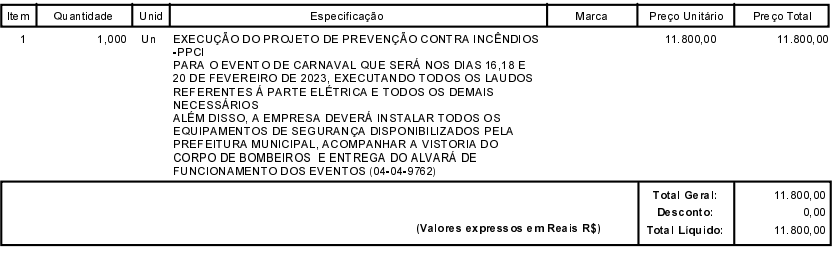 Item Quantidade Unid Especificação Marca Preço Unitário Preço Total
1 1,000 Un EXECUÇÃO DO PROJETO DE PREVENÇÃO CONTRA INCÊNDIOS 11.800,00 11.800,00
-PPCI
PARA O EVENTO DE CARNAVAL QUE SERÁ NOS DIAS 16,18 E
20 DE FEVEREIRO DE 2023, EXECUTANDO TODOS OS LAUDOS
REFERENTES Á PARTE ELÉTRICA E TODOS OS DEMAIS
NECESSÁRIOS
ALÉM DISSO, A EMPRESA DEVERÁ INSTALAR TODOS OS
EQUIPAMENTOS DE SEGURANÇA DISPONIBILIZADOS PELA
PREFEITURA MUNICIPAL, ACOMPANHAR A VISTORIA DO
CORPO DE BOMBEIROS E ENTREGA DO ALVARÁ DE
FUNCIONAMENTO DOS EVENTOS (04-04-9762)
Total Geral: 11.800,00
Desconto: 0,00
(Valores expressos em Reais R$) Total Liquido: 11.800,00